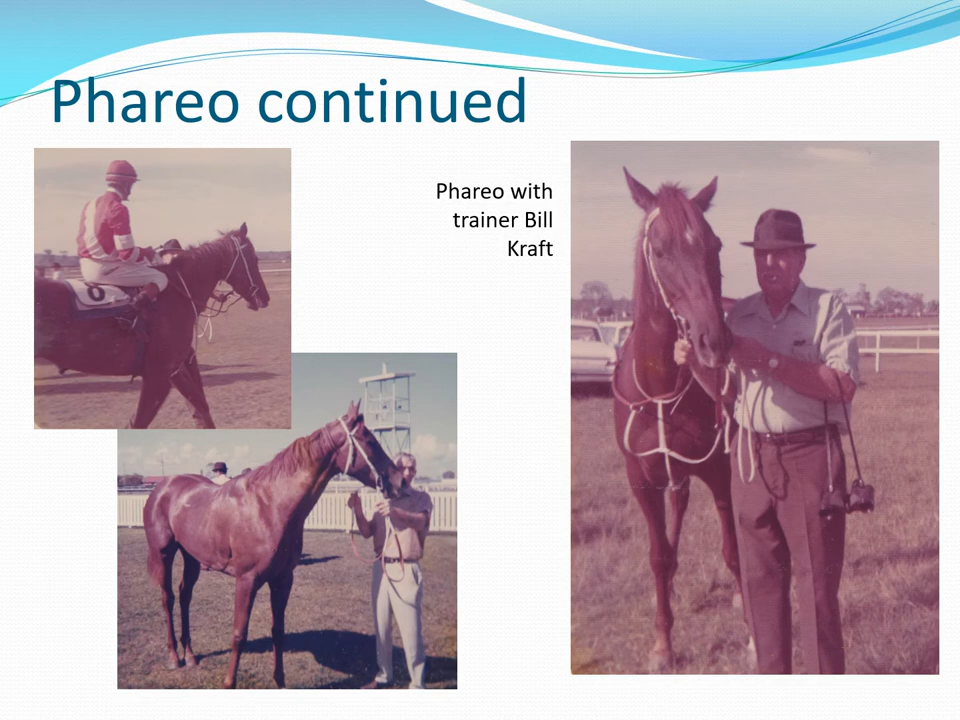 Phareo continued
Phareo with
trainer Bill
Kraft